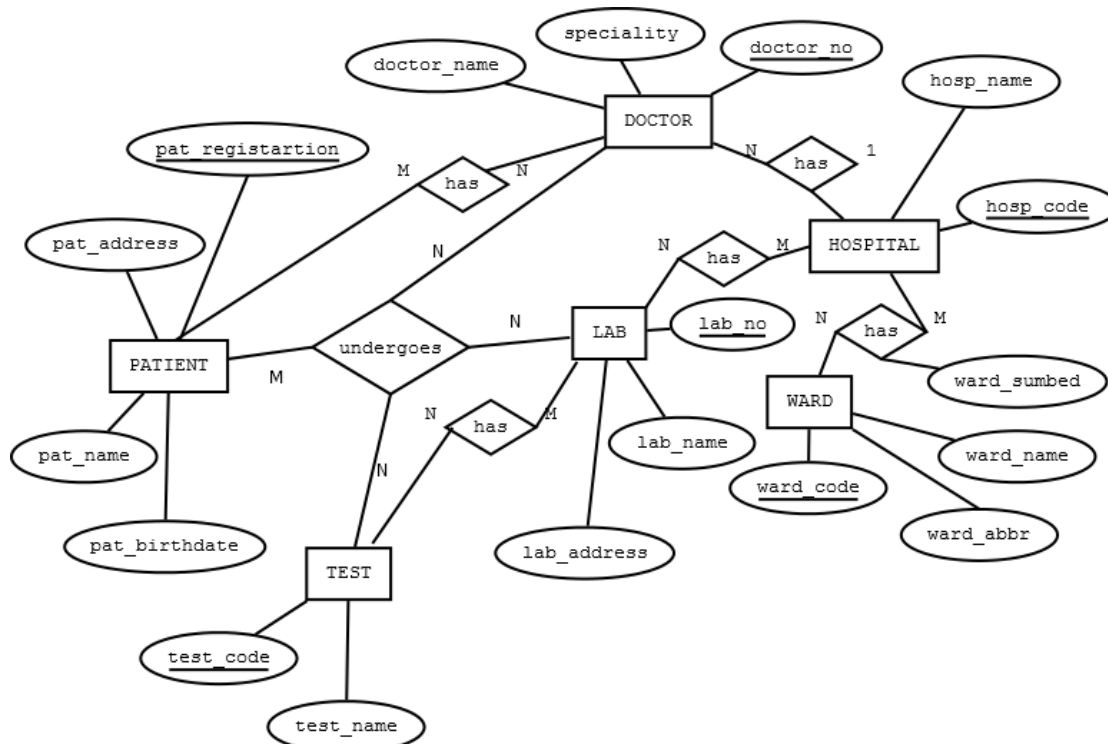 speciality
doctor_name
doctor_no
hosp_name
DOCTOR
pat_registartion
N
has
1
M
has
N
hosp_code
pat_address
N
N
has
M
HOSPITAL
N
LAB
lab_no
N
has
M
undergoes
PATIENT
M
ward_sumbed
WARD
N
has
M
lab_name
ward_name
pat_name
N
ward_code
ward_abbr
pat_birthdate
lab_address
TEST
test_code
test_name